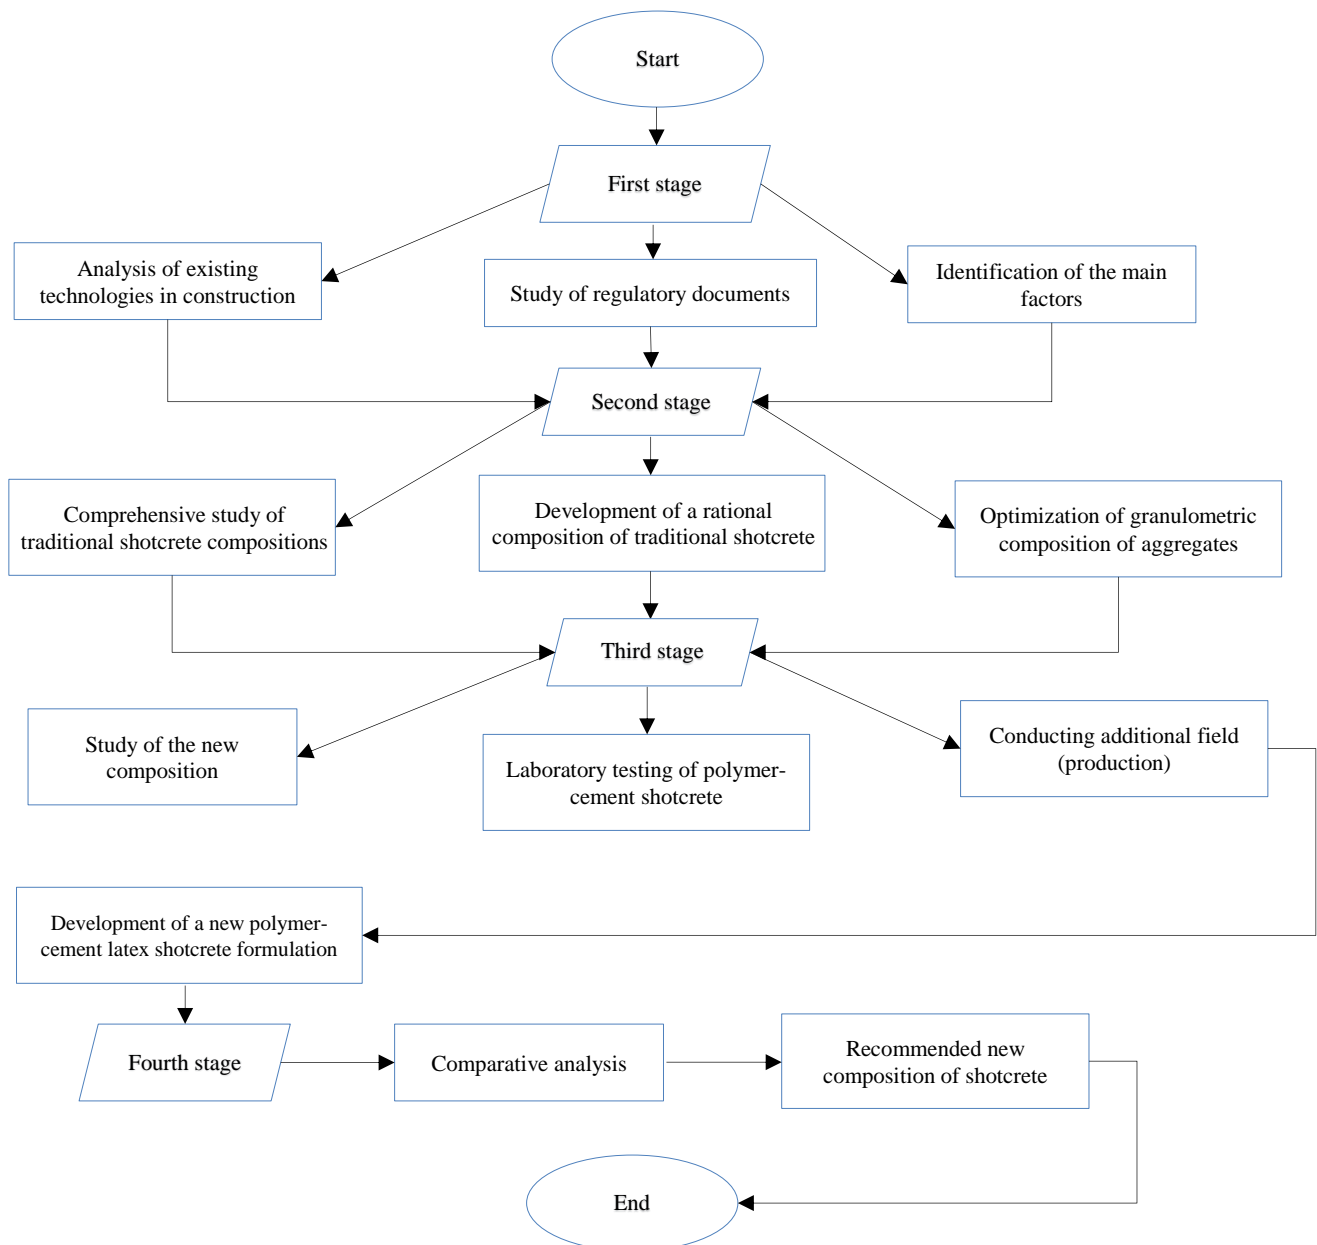 Start
First stage
Analysis of existing
technologies in construction
Study of regulatory documents
Identification of the main
factors
Second stage
Comprehensive study of
traditional shotcrete compositions
Development of a rational
composition of traditional shotcrete
Optimization of granulometric
composition of aggregates
Third stage
Study of the new
composition
Laboratory testing of polymer-
cement shotcrete
Conducting additional field
(production)
Development of a new polymer-
cement latex shotcrete formulation
Fourth stage
Comparative analysis
Recommended new
composition of shotcrete
End